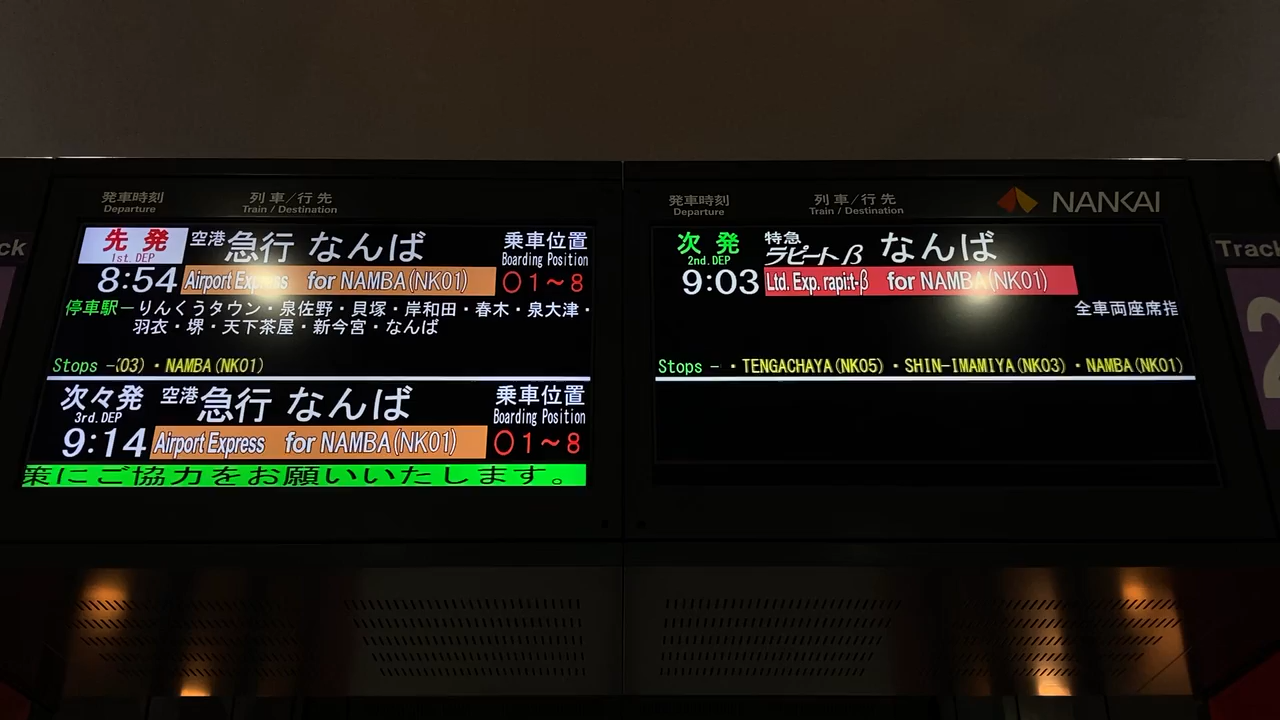 発車時刻 列車/行先
Departure Train / Destination
先発 空港急行 なんば 乗車位置
1st. DEP Boarding Position
8:54 Airport Express for NAMBA(NK01) 〇1～8
停車駅－りんくうタウン・泉佐野・貝塚・岸和田・春木・泉大津・
羽衣・堺・天下茶屋・新今宮・なんば
Stops －(03)・NAMBA(NK01)
次々発 空港急行 なんば 乗車位置
3rd. DEP Boarding Position
9:14 Airport Express for NAMBA(NK01) 〇1～8
策にご協力をお願いいたします。
発車時刻 列車/行先 NANKAI
Departure Train / Destination
次発 特急ラピートβ なんば
2nd. DEP
9:03 Ltd. Exp. rapi:t-β for NAMBA(NK01)
全車両座席指
Stops － ・TENGACHAYA(NK05)・SHIN-IMAMIYA(NK03)・NAMBA(NK01)
ck
Track
2